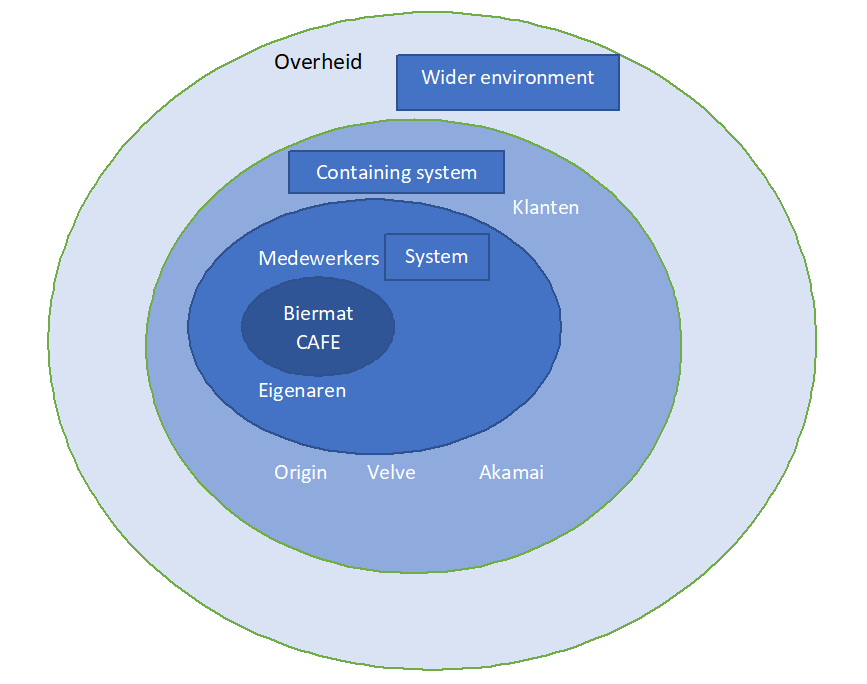 Overheid
Wider environment
Containing system
Klanten
Medewerkers
System
Biermat
CAFE
Eigenaren
Origin Velve Akamai